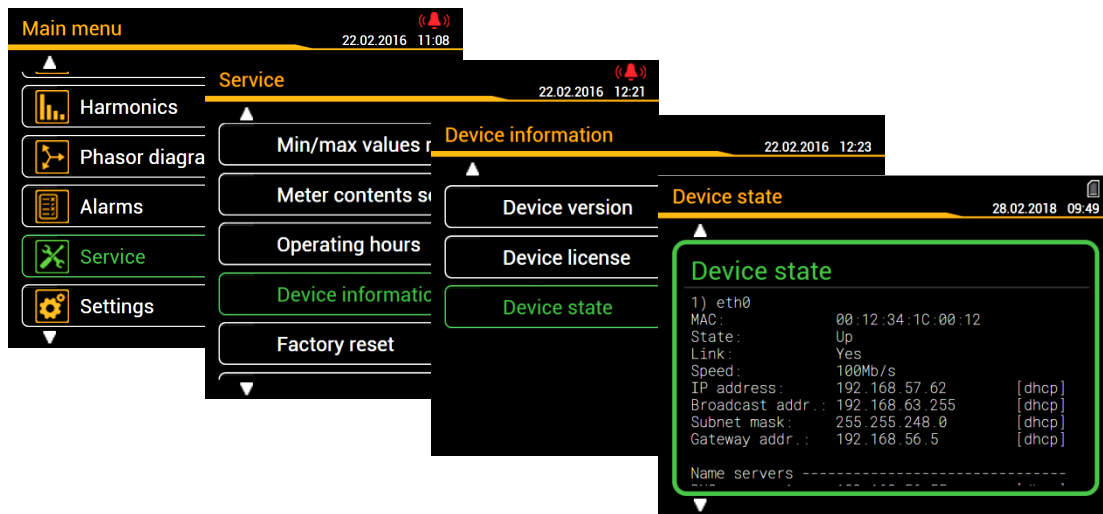 Main menu
22.02.2016 11:08
Harmonics
Phasor diagra
Alarms
Service
Settings
Service
22.02.2016 12:21
Min/max values
Meter contents
Operating hours
Device informatio
Factory reset
Device information
22.02.2016 12:23
Device version
Device license
Device state
Device state
28.02.2018 09:49
Device state
1) eth0
MAC: 00:12:34:1C:00:12
State: Up
Link: Yes
Speed: 100Mb/s
IP address: 192.168.57.62 [dhcp]
Broadcast addr.: 192.168.63.255 [dhcp]
Subnet mask: 255.255.248.0 [dhcp]
Gateway addr.: 192.168.56.5 [dhcp]
Name servers --------------------------------